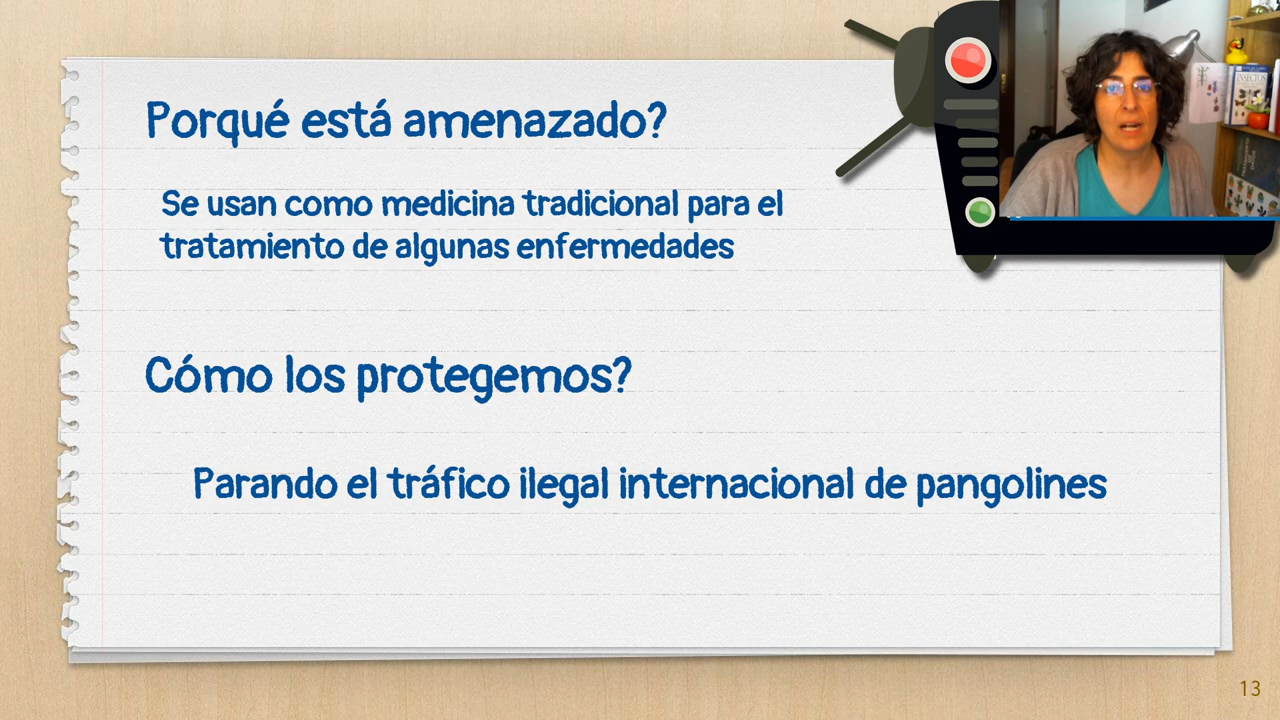 Porqué está amenazado?
Se usan como medicina tradicional para el
tratamiento de algunas enfermedades
Cómo los protegemos?
Parando el tráfico ilegal internacional de pangolines
INSECTOS
13